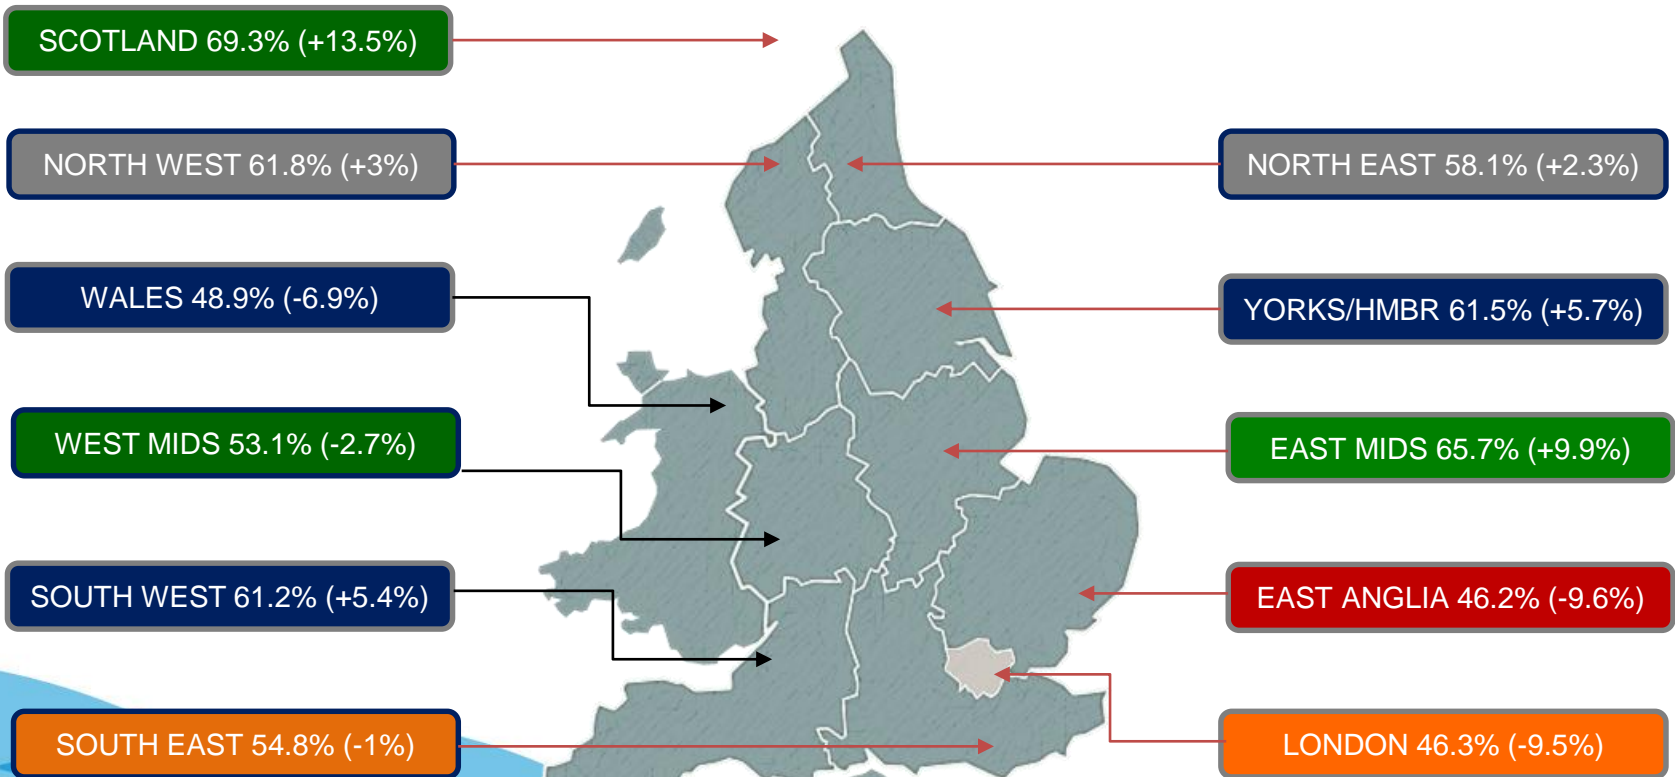 SCOTLAND 69.3% (+13.5%)
NORTH WEST 61.8% (+3%)
NORTH EAST 58.1% (+2.3%)
WALES 48.9% (-6.9%)
YORKS/HMBR 61.5% (+5.7%)
WEST MIDS 53.1% (-2.7%)
EAST MIDS 65.7% (+9.9%)
SOUTH WEST 61.2% (+5.4%)
EAST ANGLIA 46.2% (-9.6%)
SOUTH EAST 54.8% (-1%)
LONDON 46.3% (-9.5%)